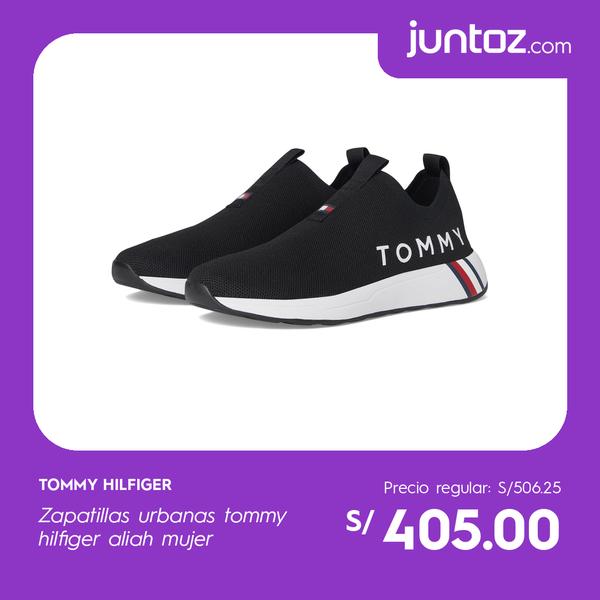 juntoz.com
TOMMY
TOMMY HILFIGER
Zapatillas urbanas tommy
hilfiger aliah mujer
Precio regular: S/506.25
S/ 405.00